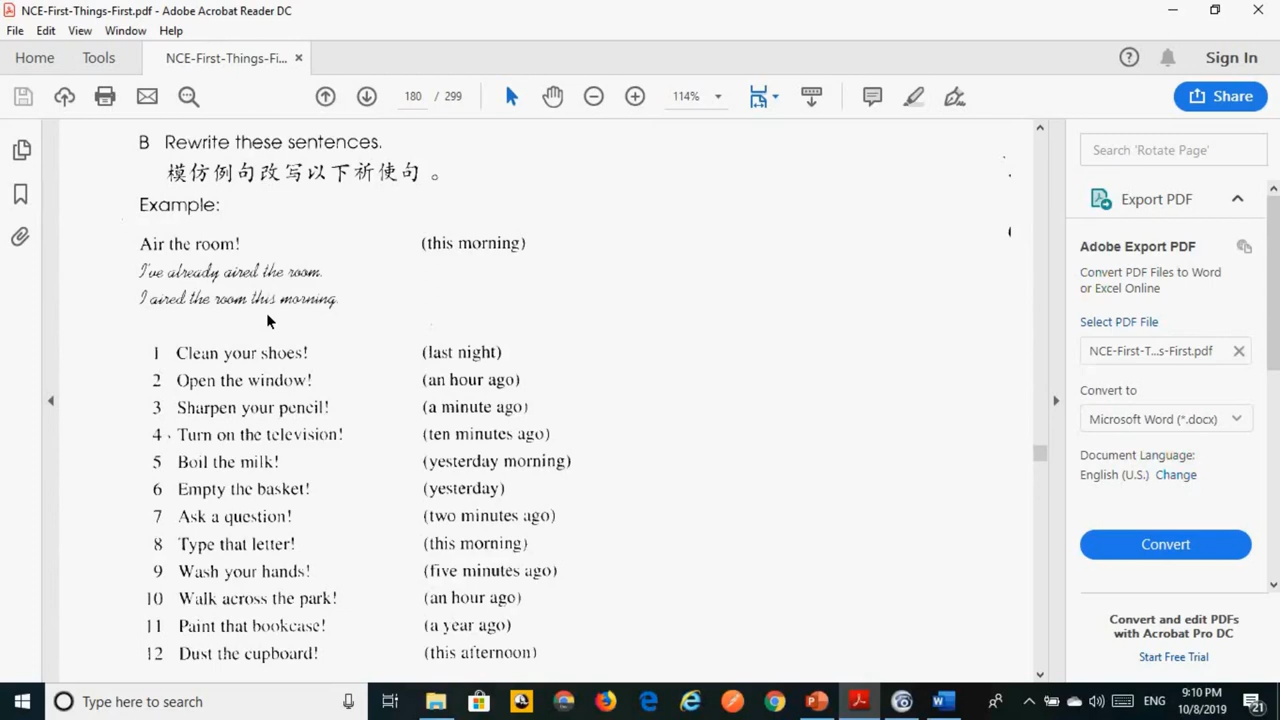 NCE-First-Things-First.pdf - Adobe Acrobat Reader DC
File Edit View Window Help
Home Tools NCE-First-Things-Fi... ×
180 / 299 114% Share
Sign In
B Rewrite these sentences.
模仿例句改写以下祈使句。
Example:
Air the room! (this morning)
I've already aired the room.
I aired the room this morning.
1 Clean your shoes! (last night)
2 Open the window! (an hour ago)
3 Sharpen your pencil! (a minute ago)
4 Turn on the television! (ten minutes ago)
5 Boil the milk! (yesterday morning)
6 Empty the basket! (yesterday)
7 Ask a question! (two minutes ago)
8 Type that letter! (this morning)
9 Wash your hands! (five minutes ago)
10 Walk across the park! (an hour ago)
11 Paint that bookcase! (a year ago)
12 Dust the cupboard! (this afternoon)
Search 'Rotate Page'
Export PDF
Adobe Export PDF
Convert PDF Files to Word
or Excel Online
Select PDF File
NCE-First-T...s-First.pdf
Convert to
Microsoft Word (*.docx)
Document Language:
English (U.S.) Change
Convert
Convert and edit PDFs
with Acrobat Pro DC
Start Free Trial
Type here to search
ENG
9:10 PM
10/8/2019
21